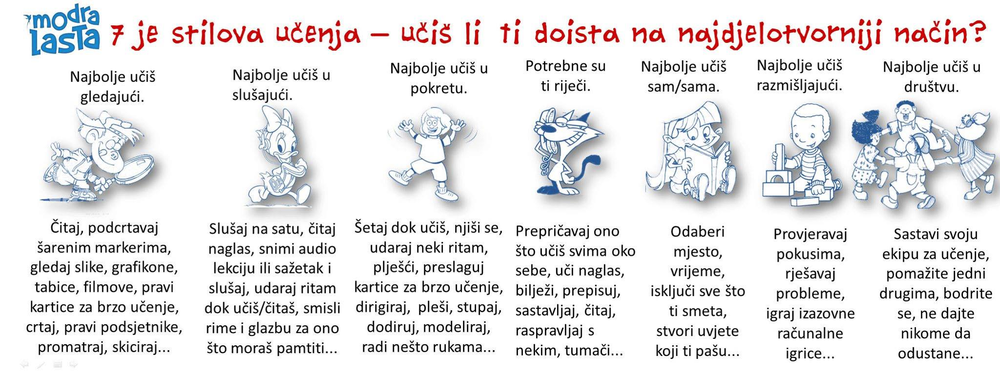 modra
lasta
7 je stilova učenja – učiš li ti doista na najdjelotvorniji način?
Najbolje učiš
gledajući.
Čitaj, podcrtavaj
šarenim markerima,
gledaj slike, grafikone,
tabice, filmove, pravi
kartice za brzo učenje,
crtaj, pravi podsjetnike,
promatraj, skiciraj...
Najbolje učiš u
slušajući.
Slušaj na satu, čitaj
naglas, snimi audio
lekciju ili sažetak i
slušaj, udaraj ritam
dok učiš/čitaš, smisli
rime i glazbu za ono
što moraš pamtiti...
Najbolje učiš u
pokretu.
Šetaj dok učiš, njiši se,
udaraj neki ritam,
plješći, preslaguj
kartice za brzo učenje,
dirigiraj, pleši, stupaj,
dodiruj, modeliraj,
radi nešto rukama...
Potrebne su
ti riječi.
Prepričavaj ono
što učiš svima oko
sebe, uči naglas,
bilježi, prepisuj,
sastavljaj, čitaj,
raspravljaj s
nekim, tumači...
Najbolje učiš
sam/sama.
Odaberi
mjesto,
vrijeme,
isključi sve što
ti smeta,
stvori uvjete
koji ti pašu...
Najbolje učiš
razmišljajući.
Provjeravaj
pokusima,
rješavaj
probleme,
igraj izazovne
računalne
igrice...
Najbolje učiš u
društvu.
Sastavi svoju
ekipu za učenje,
pomažite jedni
drugima, bodrite
se, ne dajte
nikome da
odustane...